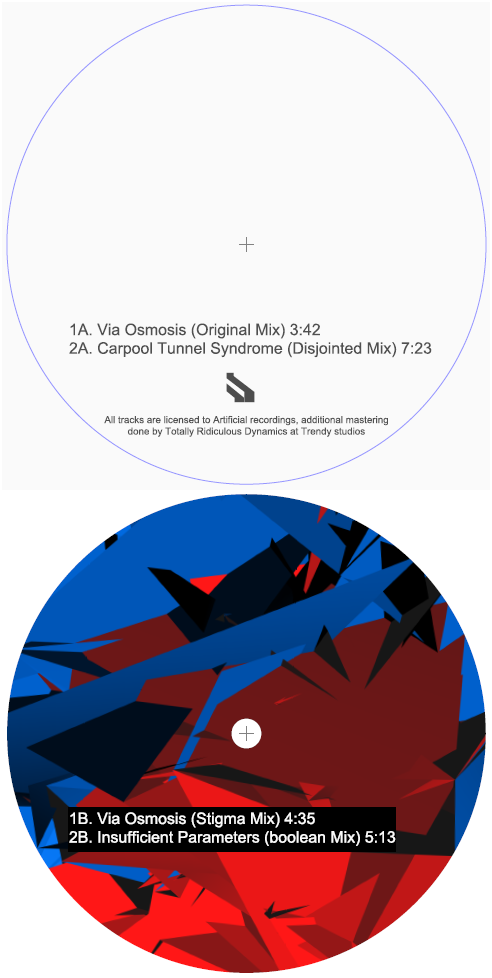 1A. Via Osmosis (Original Mix) 3:42
2A. Carpool Tunnel Syndrome (Disjointed Mix) 7:23
All tracks are licensed to Artificial recordings, additional mastering
done by Totally Ridiculous Dynamics at Trendy studios
1B. Via Osmosis (Stigma Mix) 4:35
2B. Insufficient Parameters (boolean Mix) 5:13